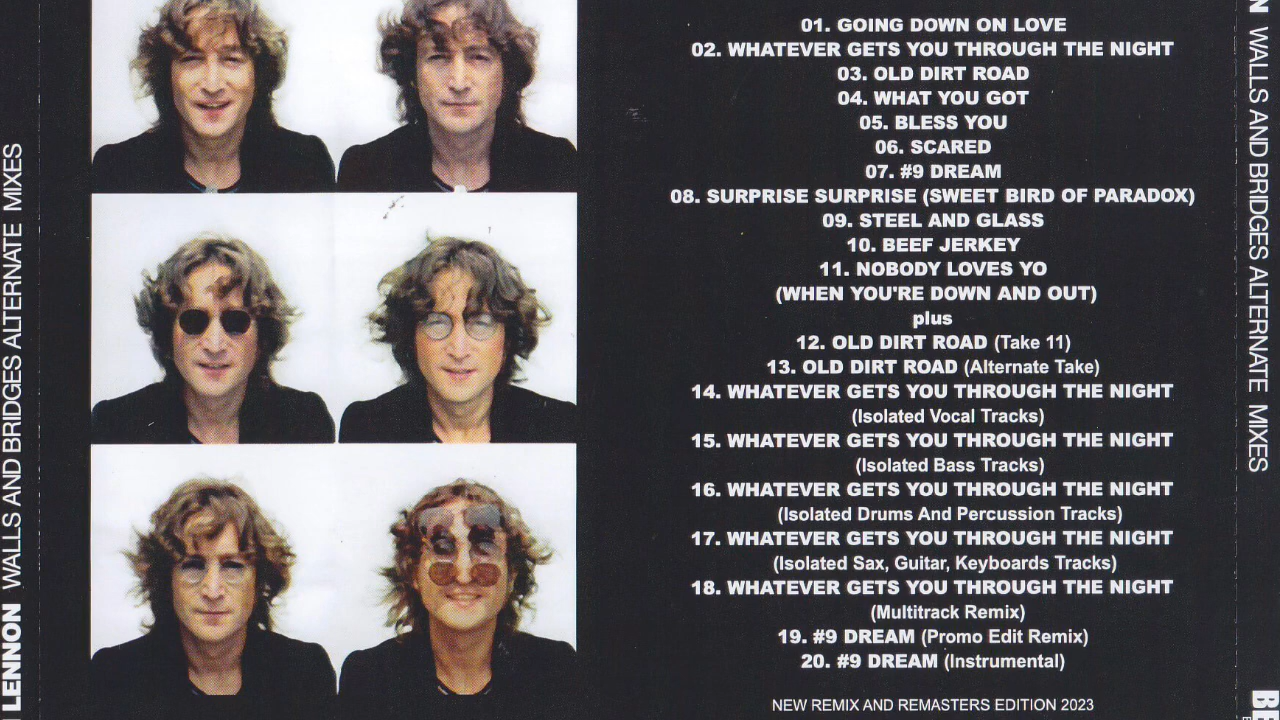 LENNON WALLS AND BRIDGES ALTERNATE MIXES
01. GOING DOWN ON LOVE
02. WHATEVER GETS YOU THROUGH THE NIGHT
03. OLD DIRT ROAD
04. WHAT YOU GOT
05. BLESS YOU
06. SCARED
07. #9 DREAM
08. SURPRISE SURPRISE (SWEET BIRD OF PARADOX)
09. STEEL AND GLASS
10. BEEF JERKEY
11. NOBODY LOVES YO
(WHEN YOU'RE DOWN AND OUT)
plus
12. OLD DIRT ROAD (Take 11)
13. OLD DIRT ROAD (Alternate Take)
14. WHATEVER GETS YOU THROUGH THE NIGHT
(Isolated Vocal Tracks)
15. WHATEVER GETS YOU THROUGH THE NIGHT
(Isolated Bass Tracks)
16. WHATEVER GETS YOU THROUGH THE NIGHT
(Isolated Drums And Percussion Tracks)
17. WHATEVER GETS YOU THROUGH THE NIGHT
(Isolated Sax, Guitar, Keyboards Tracks)
18. WHATEVER GETS YOU THROUGH THE NIGHT
(Multitrack Remix)
19. #9 DREAM (Promo Edit Remix)
20. #9 DREAM (Instrumental)
NEW REMIX AND REMASTERS EDITION 2023
N WALLS AND BRIDGES ALTERNATE MIXES